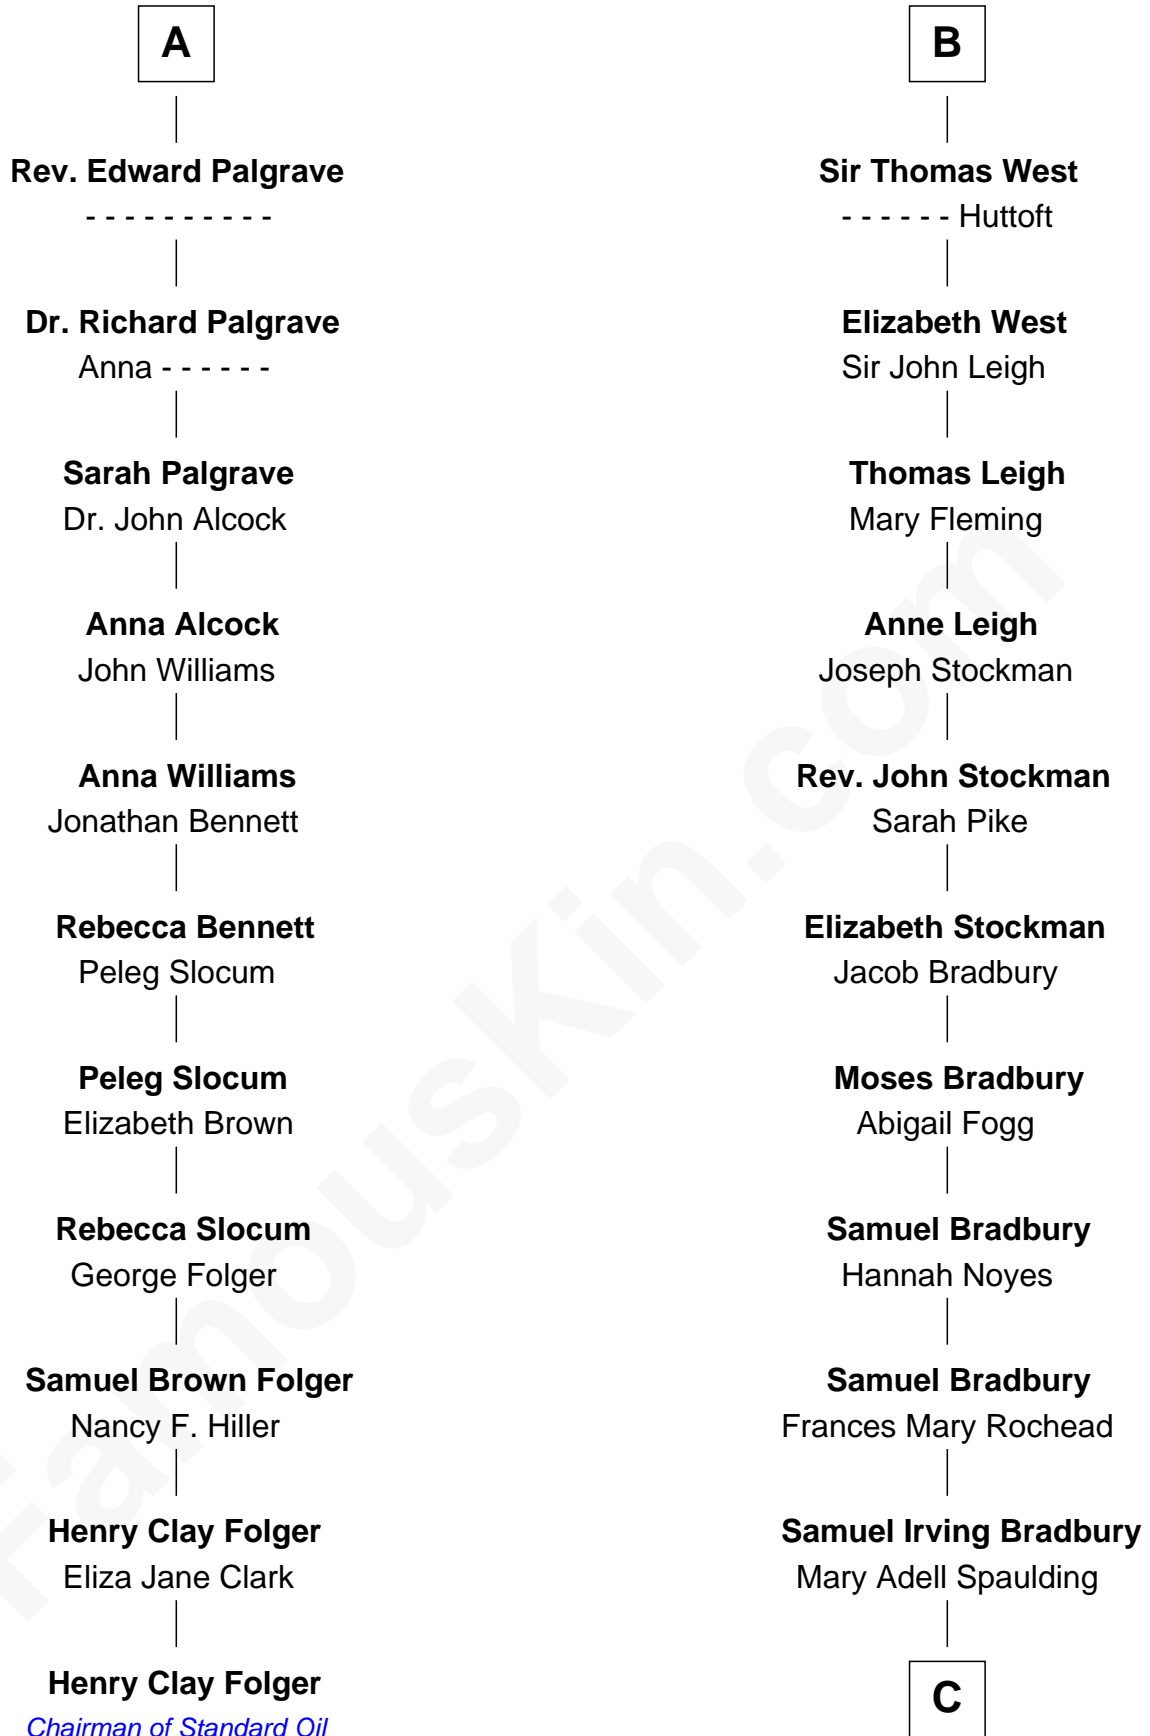 A
Rev. Edward Palgrave
- - - - - - - - - -
Dr. Richard Palgrave
Anna - - - - - -
Sarah Palgrave
Dr. John Alcock
Anna Alcock
John Williams
Anna Williams
Jonathan Bennett
Rebecca Bennett
Peleg Slocum
Peleg Slocum
Elizabeth Brown
Rebecca Slocum
George Folger
Samuel Brown Folger
Nancy F. Hiller
Henry Clay Folger
Eliza Jane Clark
Henry Clay Folger
Chairman of Standard Oil
B
Sir Thomas West
- - - - - - Huttoft
Elizabeth West
Sir John Leigh
Thomas Leigh
Mary Fleming
Anne Leigh
Joseph Stockman
Rev. John Stockman
Sarah Pike
Elizabeth Stockman
Jacob Bradbury
Moses Bradbury
Abigail Fogg
Samuel Bradbury
Hannah Noyes
Samuel Bradbury
Frances Mary Rochead
Samuel Irving Bradbury
Mary Adell Spaulding
C
FamousKin.com